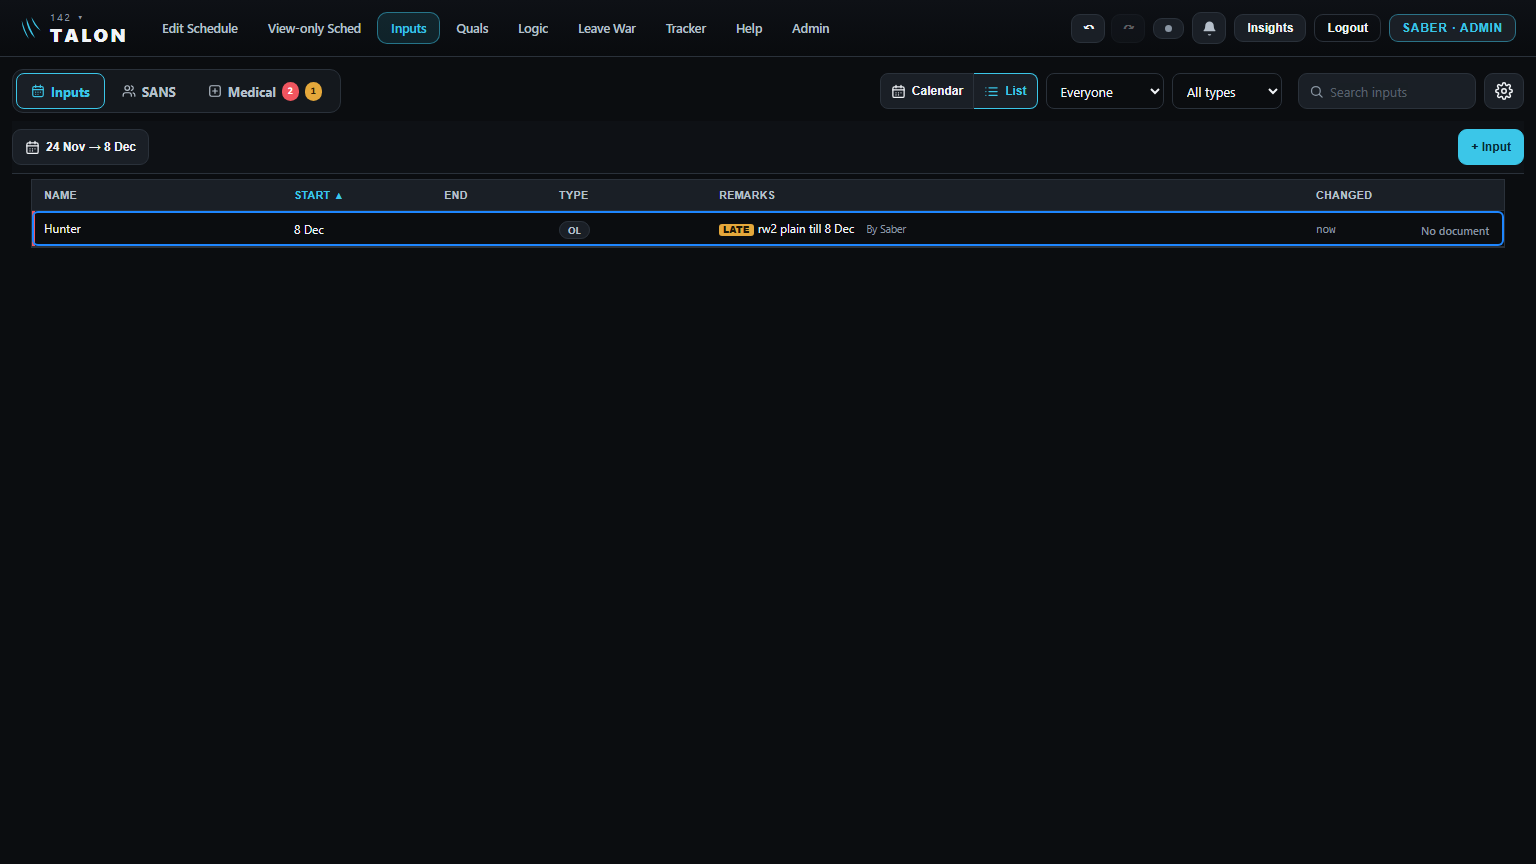 142 ▾
TALON
Edit Schedule
View-only Sched
Inputs
Quals
Logic
Leave War
Tracker
Help
Admin
Insights
Logout
SABER · ADMIN
Inputs
SANS
Medical 2 1
Calendar
List
Everyone
All types
Search inputs
24 Nov → 8 Dec
+ Input
NAME START ▲ END TYPE REMARKS CHANGED
Hunter 8 Dec OL LATE rw2 plain till 8 Dec By Saber now No document